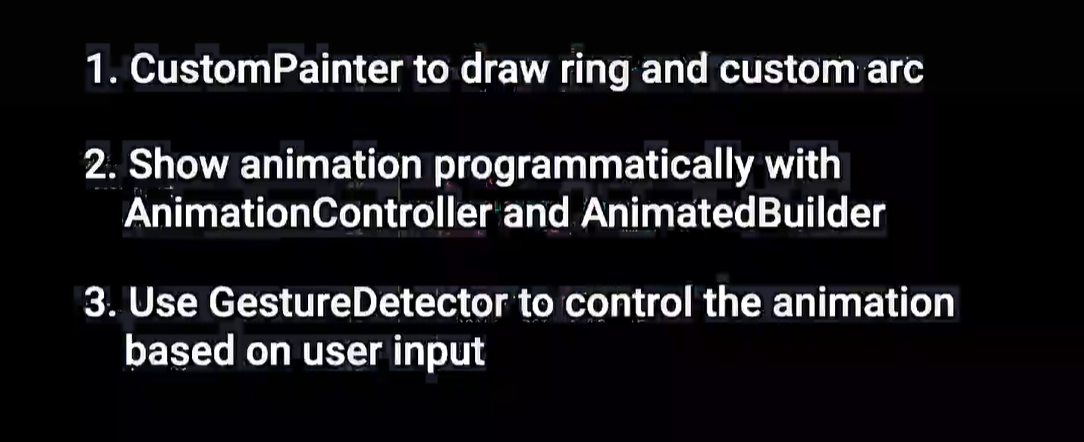 1. CustomPainter to draw ring and custom arc
2. Show animation programmatically with
AnimationController and AnimatedBuilder
3. Use GestureDetector to control the animation
based on user input